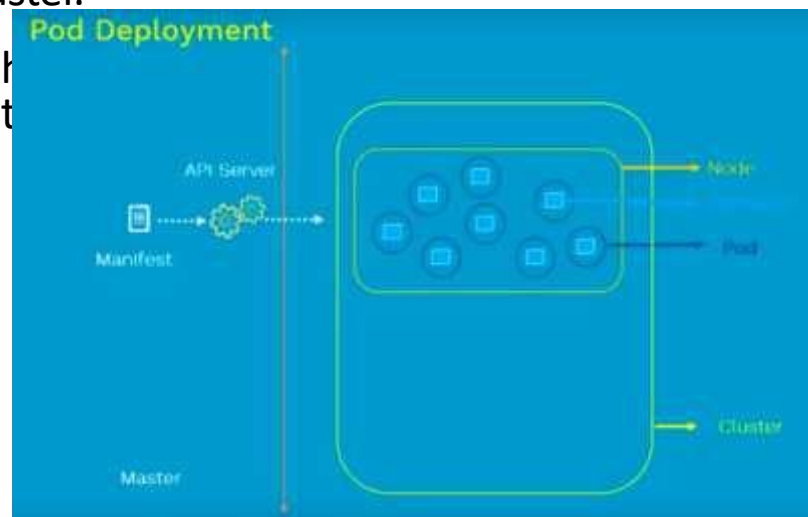 Pod Deployment
API Server
Manifest
Node
Pod
Cluster
Master